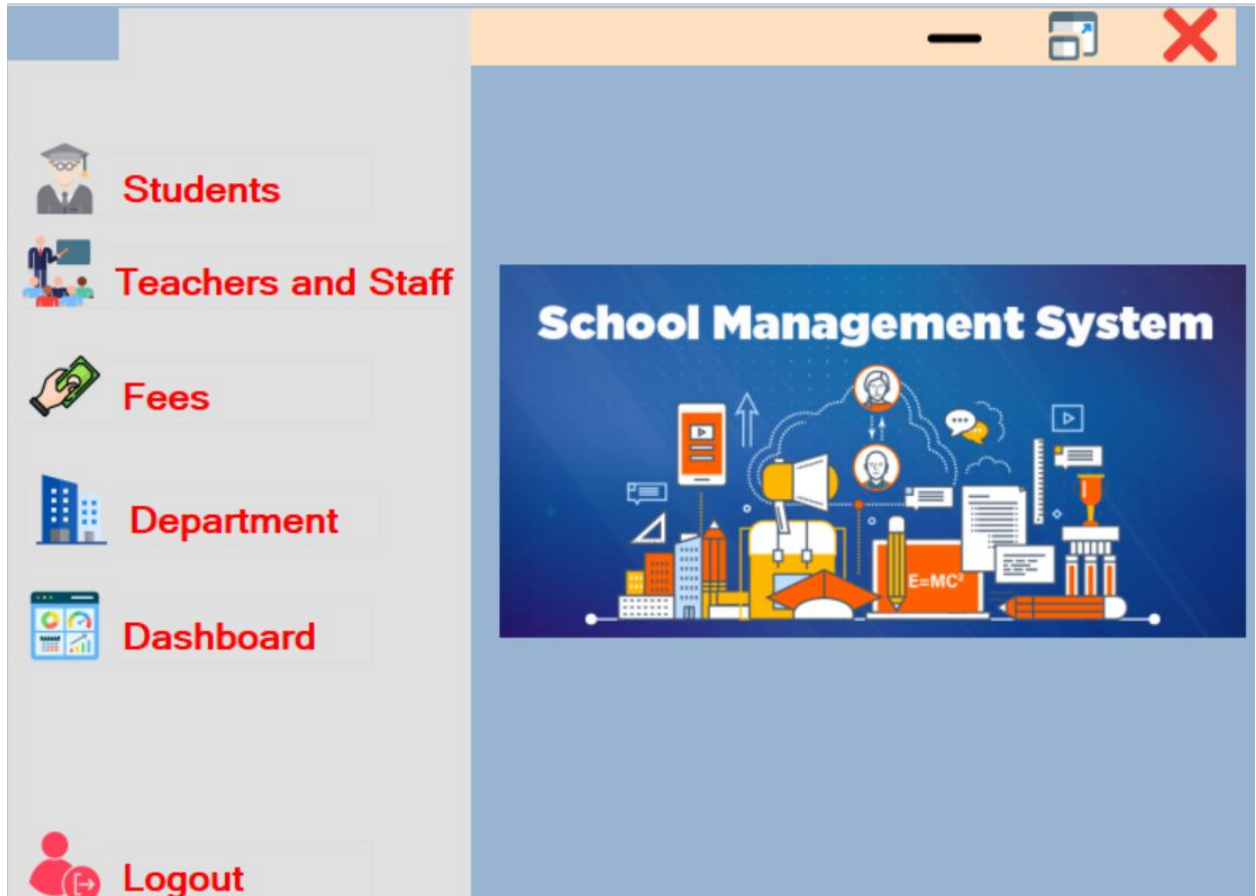 Students
Teachers and Staff
Fees
Department
Dashboard
Logout
School Management System
E=MC²